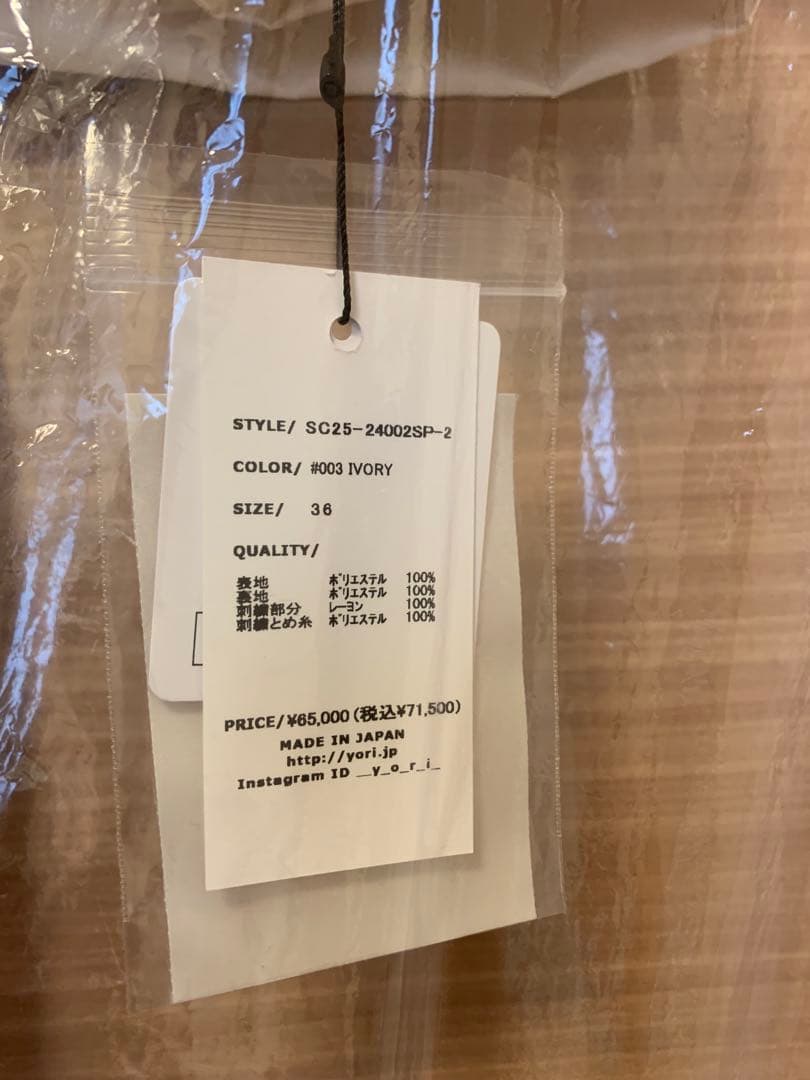 STYLE/ SC25-24002SP-2
COLOR/ #003 IVORY
SIZE/ 36
QUALITY/
表地 ポリエステル 100%
裏地 ポリエステル 100%
刺繍部分 レーヨン 100%
刺繍とめ糸 ポリエステル 100%
PRICE/¥65,000(税込¥71,500)
MADE IN JAPAN
http://yori.jp
Instagram ID __y_o_r_i_